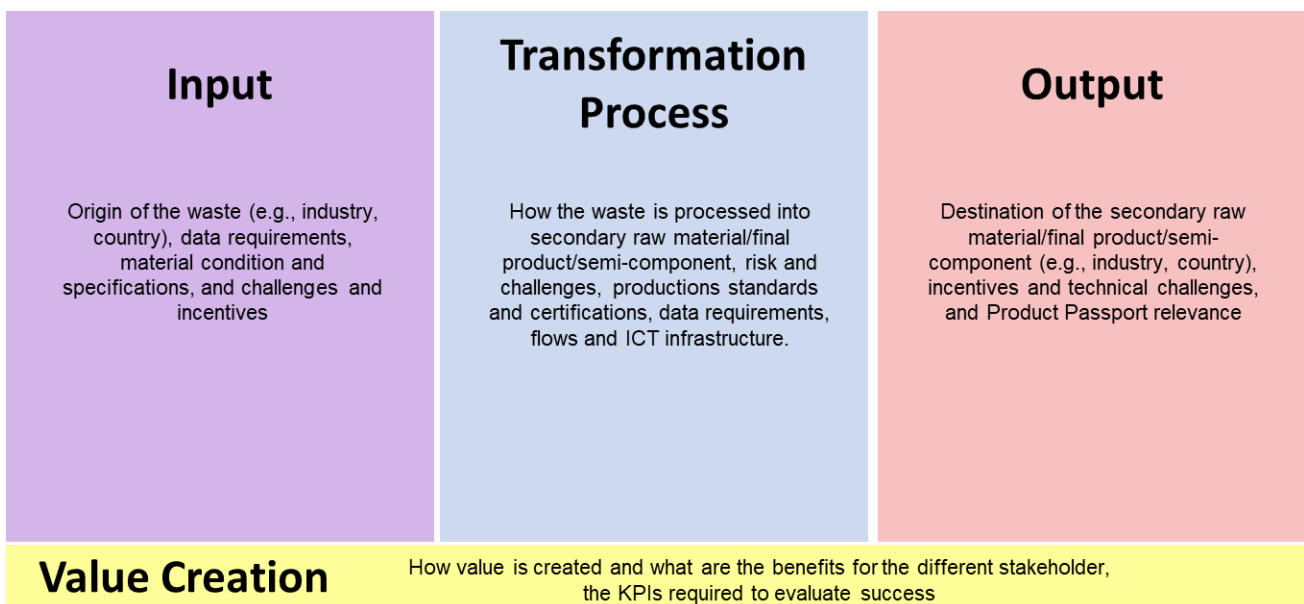 Input
Origin of the waste (e.g., industry,
country), data requirements,
material condition and
specifications, and challenges and
incentives
Transformation
Process
How the waste is processed into
secondary raw material/final
product/semi-component, risk and
challenges, productions standards
and certifications, data requirements,
flows and ICT infrastructure.
Output
Destination of the secondary raw
material/final product/semi-
component (e.g., industry, country),
incentives and technical challenges,
and Product Passport relevance
Value Creation
How value is created and what are the benefits for the different stakeholder,
the KPIs required to evaluate success